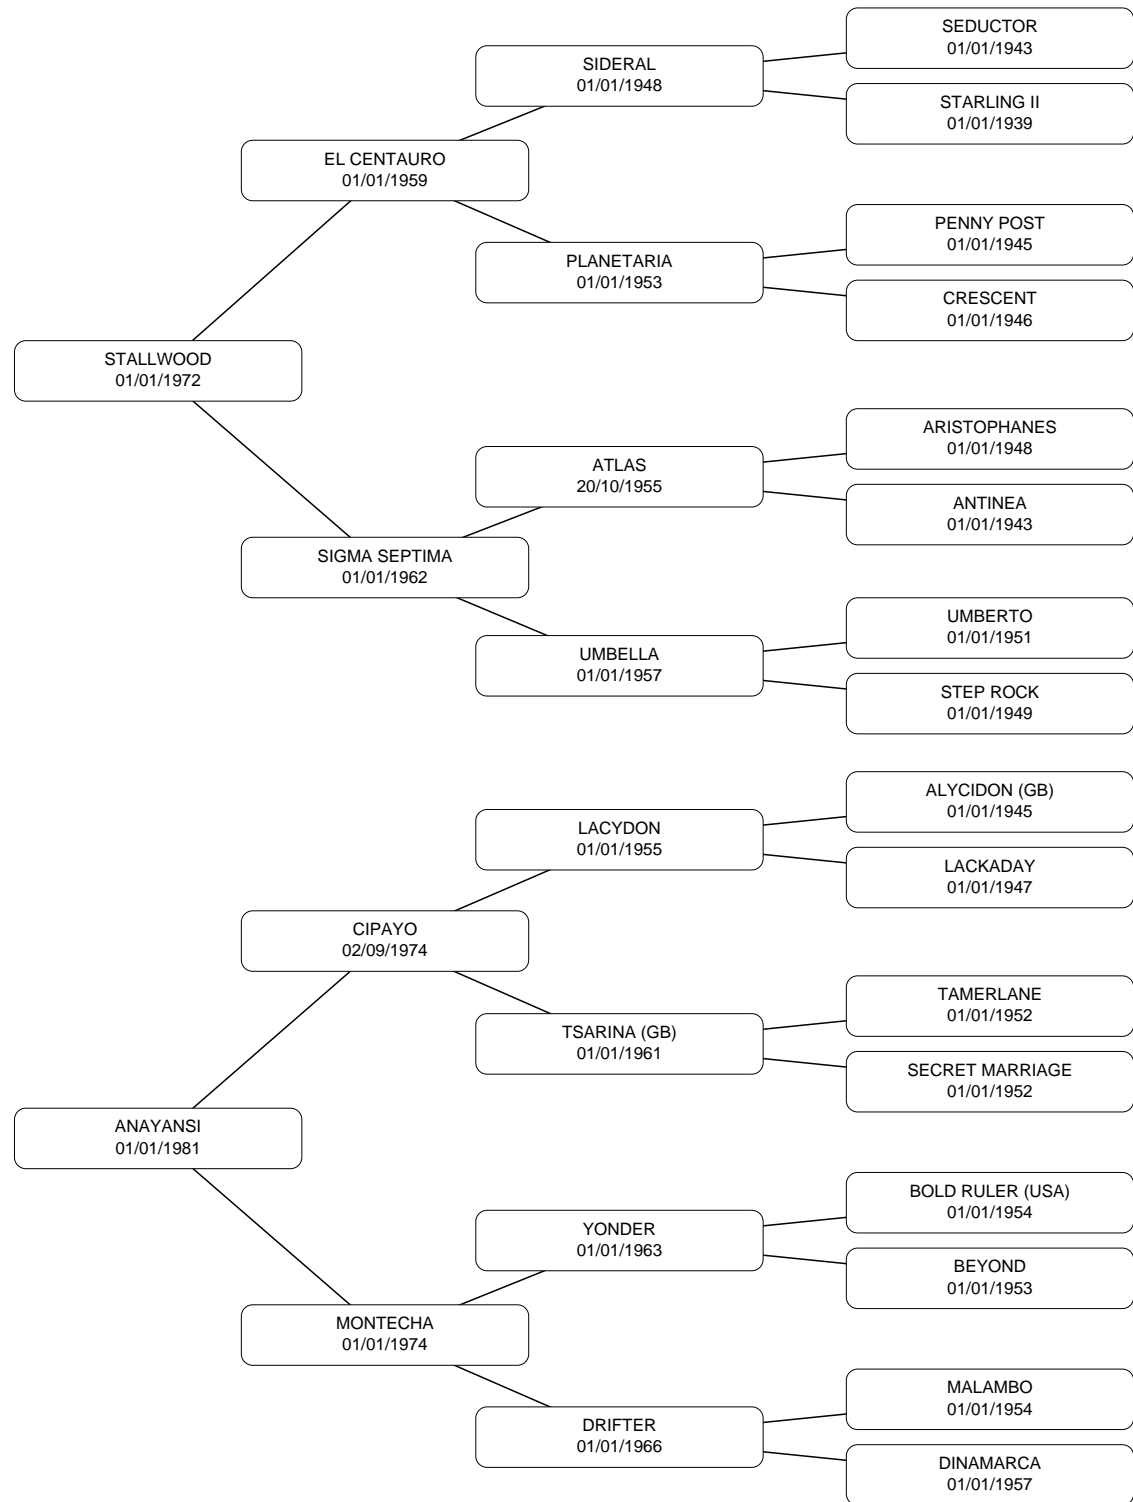 SEDUCTOR
01/01/1943
SIDERAL
01/01/1948
STARLING II
01/01/1939
EL CENTAURO
01/01/1959
PENNY POST
01/01/1945
PLANETARIA
01/01/1953
CRESCENT
01/01/1946
STALLWOOD
01/01/1972
ARISTOPHANES
01/01/1948
ATLAS
20/10/1955
ANTINEA
01/01/1943
SIGMA SEPTIMA
01/01/1962
UMBERTO
01/01/1951
UMBELLA
01/01/1957
STEP ROCK
01/01/1949
ALYCIDON (GB)
01/01/1945
LACYDON
01/01/1955
LACKADAY
01/01/1947
CIPAYO
02/09/1974
TAMERLANE
01/01/1952
TSARINA (GB)
01/01/1961
SECRET MARRIAGE
01/01/1952
ANAYANSI
01/01/1981
BOLD RULER (USA)
01/01/1954
YONDER
01/01/1963
BEYOND
01/01/1953
MONTECHA
01/01/1974
MALAMBO
01/01/1954
DRIFTER
01/01/1966
DINAMARCA
01/01/1957